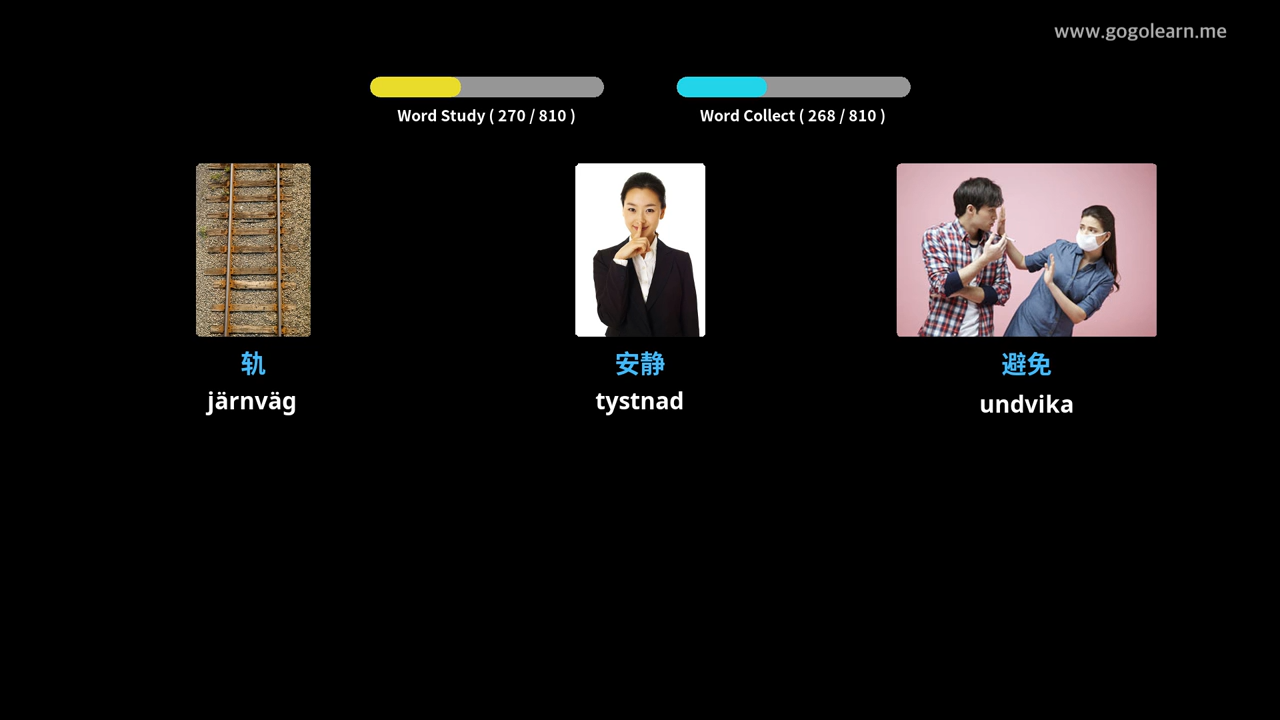 www.gogolearn.me
Word Study ( 270 / 810 )
Word Collect ( 268 / 810 )
轨
安静
避免
järnväg
tystnad
undvika